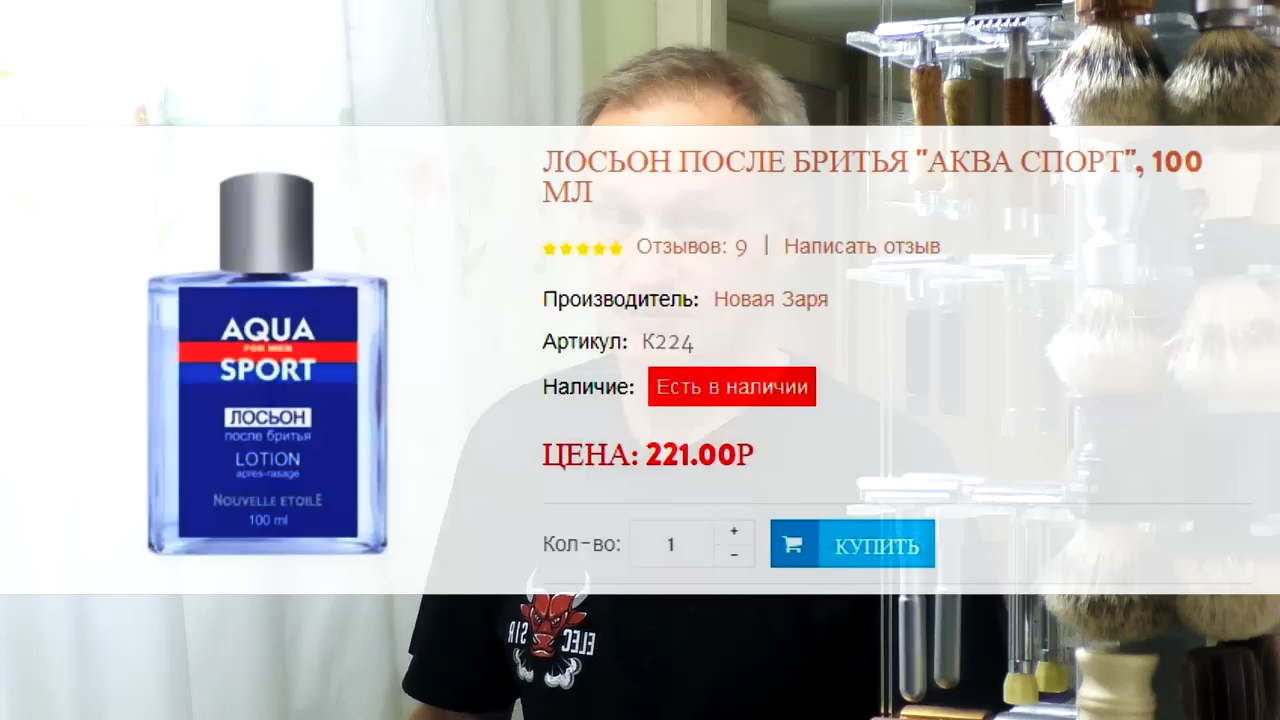 ЛОСЬОН ПОСЛЕ БРИТЬЯ "АКВА СПОРТ", 100
МЛ
Отзывов: 9 | Написать отзыв
Производитель: Новая Заря
Артикул: К224
Наличие: Есть в наличии
ЦЕНА: 221.00Р
Кол-во: 1 + -
КУПИТЬ
AQUA
FOR MEN
SPORT
ЛОСЬОН
после бритья
LOTION
apres-rasage
NOUVELLE ETOILE
100 ml